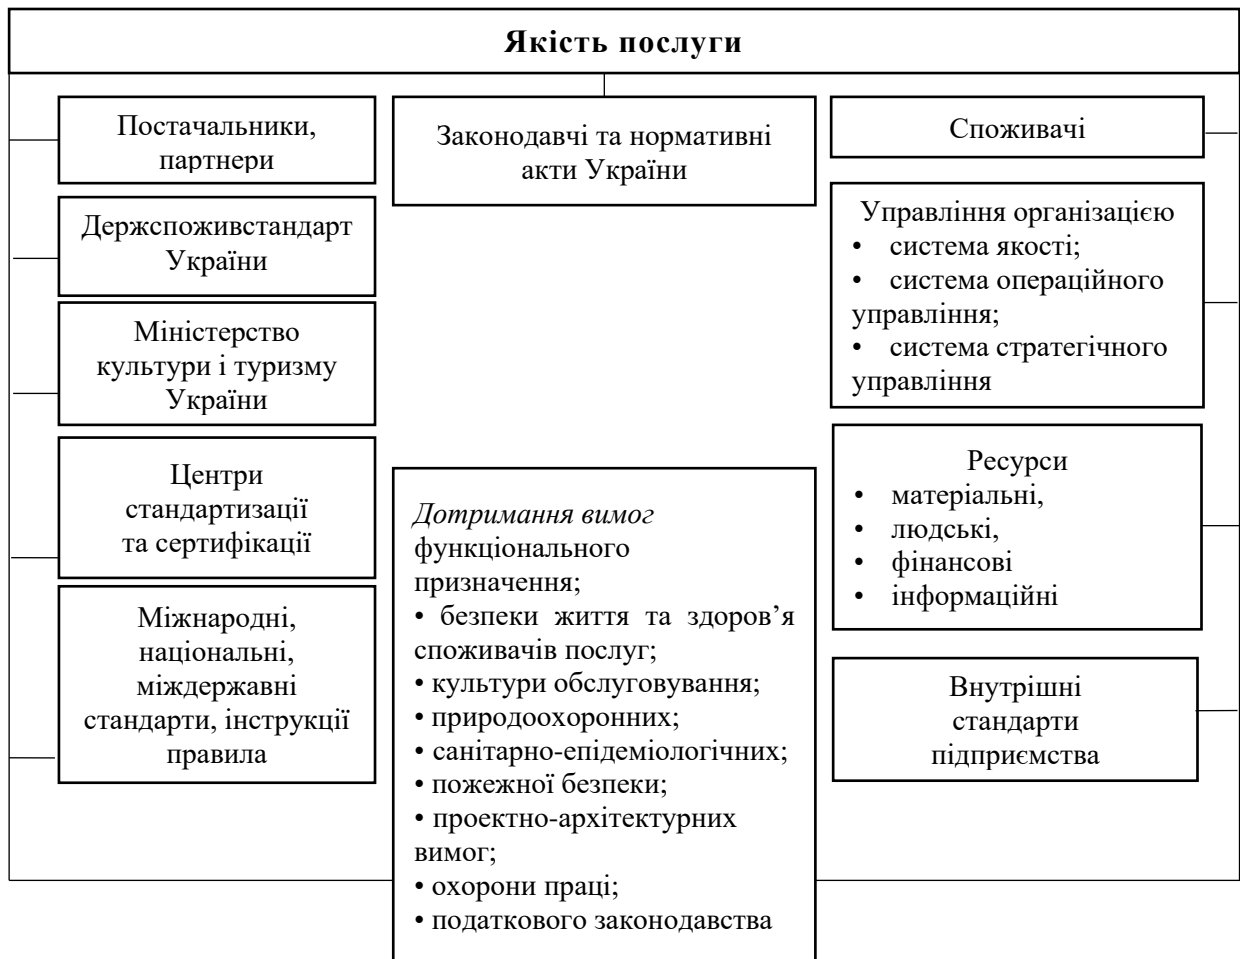 Якість послуги
Постачальники,
партнери
Держспоживстандарт
України
Міністерство
культури і туризму
України
Центри
стандартизації
та сертифікації
Міжнародні,
національні,
міждержавні
стандарти, інструкції
правила
Законодавчі та нормативні
акти України
Дотримання вимог
функціонального
призначення;
• безпеки життя та здоров’я
споживачів послуг;
• культури обслуговування;
• природоохоронних;
• санітарно-епідеміологічних;
• пожежної безпеки;
• проектно-архітектурних
вимог;
• охорони праці;
• податкового законодавства
Споживачі
Управління організацією
• система якості;
• система операційного
управління;
• система стратегічного
управління
Ресурси
• матеріальні,
• людські,
• фінансові
• інформаційні
Внутрішні
стандарти
підприємства